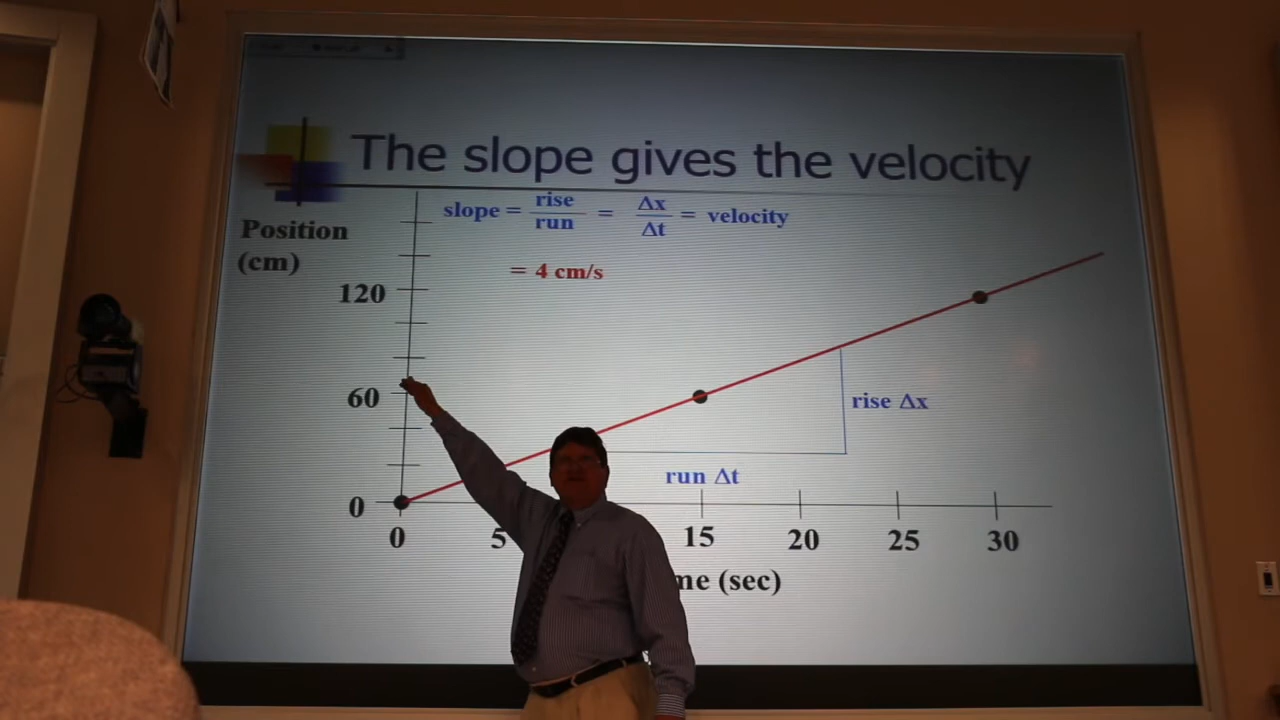 The slope gives the velocity
slope = rise/run = Δx/Δt = velocity
= 4 cm/s
Position
(cm)
120
60
0
rise Δx
run Δt
0 5 15 20 25 30
me (sec)